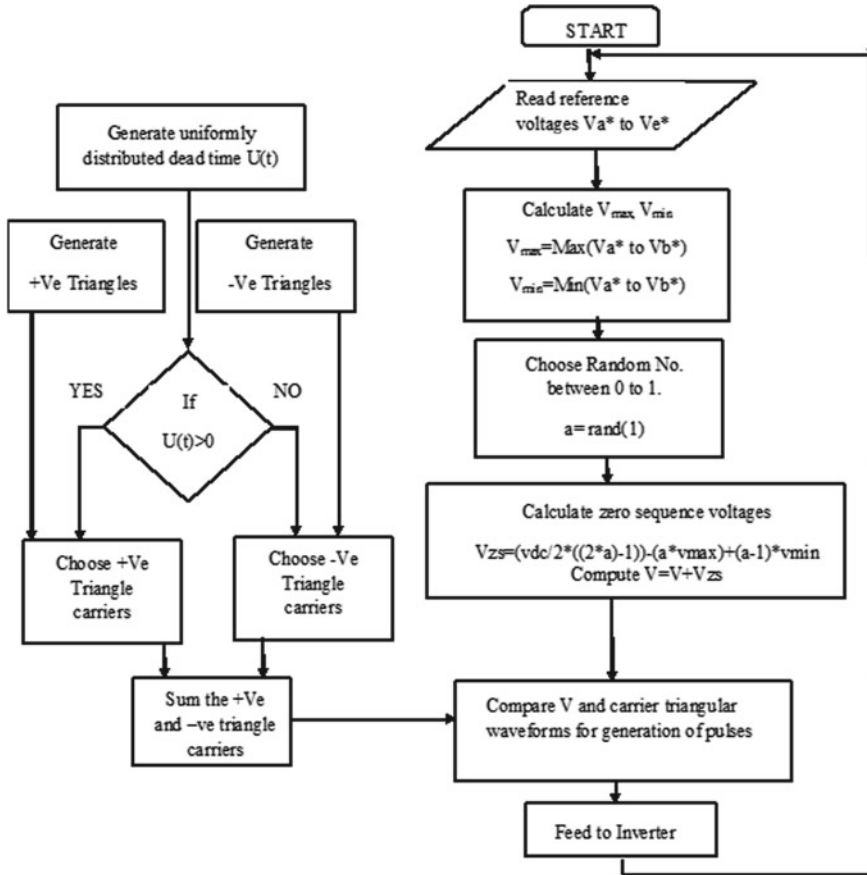 START
Read reference
voltages Va* to Ve*
Generate uniformly
distributed dead time U(t)
Calculate Vmax, Vmin
Vmax=Max(Va* to Vb*)
Vmin=Min(Va* to Vb*)
Generate
+Ve Triangles
Generate
-Ve Triangles
Choose Random No.
between 0 to 1.
a=rand(1)
YES
If
U(t)>0
NO
Calculate zero sequence voltages
Vzs=(vdc/2*((2*a)-1))-(a*vmax)+(a-1)*vmin
Compute V=V+Vzs
Choose +Ve
Triangle
carriers
Choose -Ve
Triangle
carriers
Sum the +Ve
and –ve triangle
carriers
Compare V and carrier triangular
waveforms for generation of pulses
Feed to Inverter